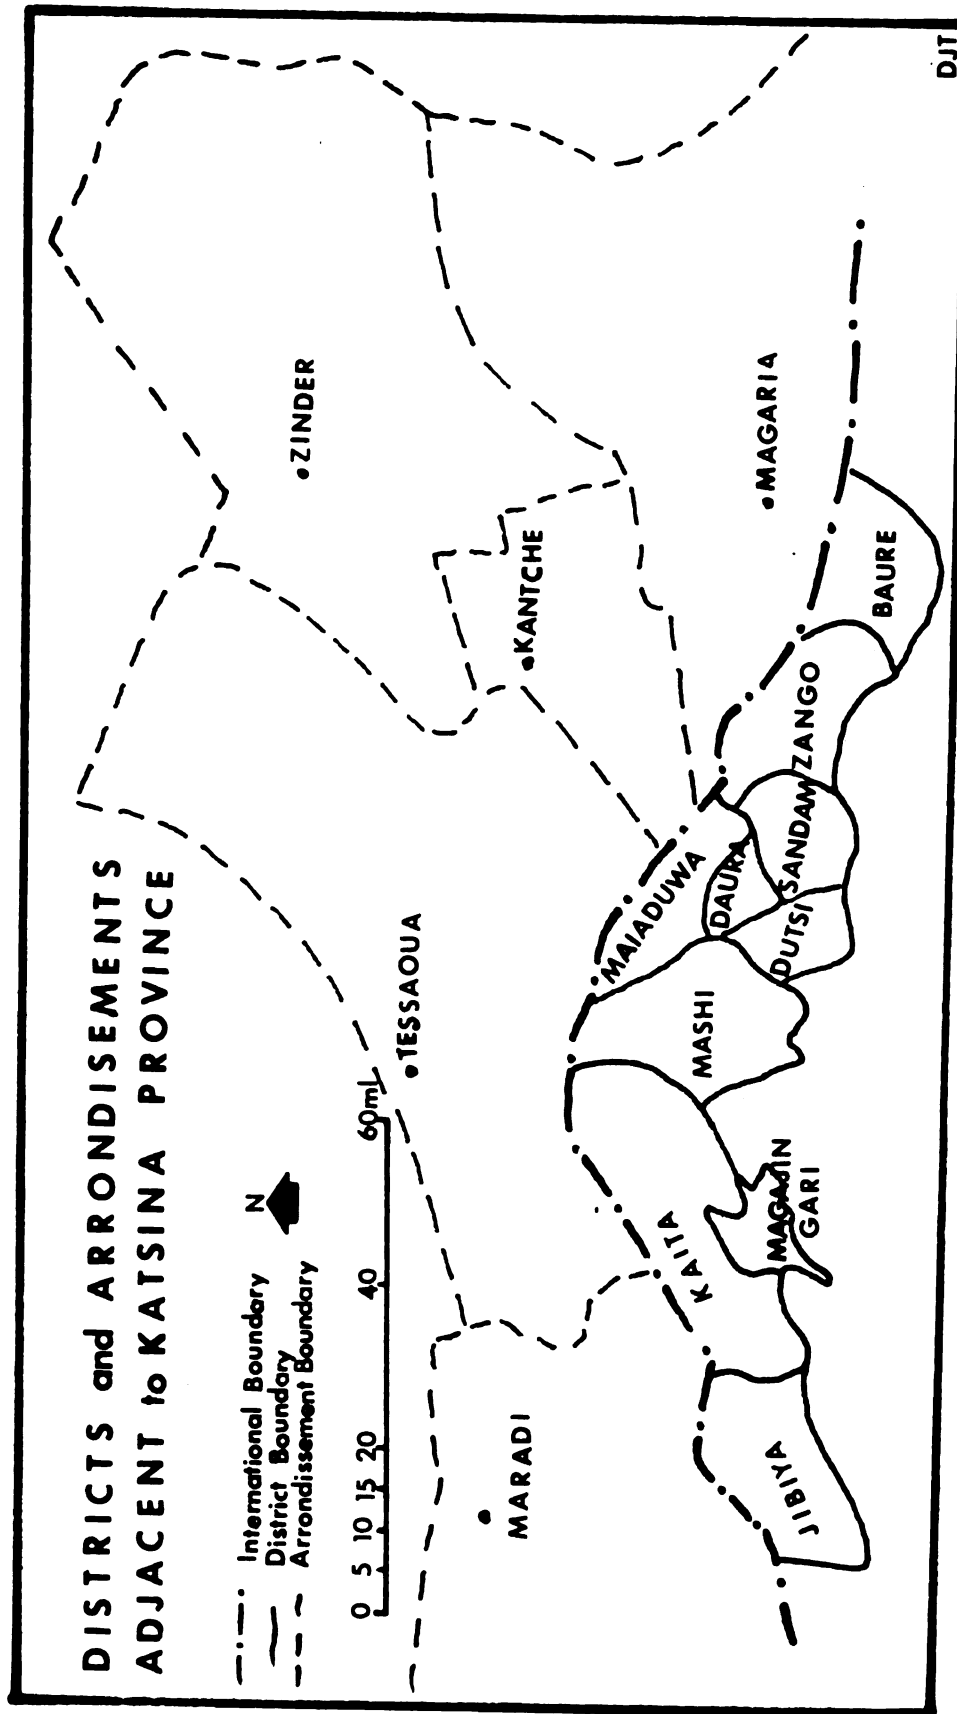 DISTRICTS and ARRONDISEMENTS
ADJACENT to KATSINA PROVINCE
International Boundary
District Boundary
Arrondissement Boundary
N
0 5 10 15 20 40 60ml
ZINDER
TESSAOUA
KANTCHE
MARADI
MAGARIA
MAIADUWA
KAITA
MASHI
DAURA
ZANGO
SANDAM
DUTSI
BAURE
JIBIYA
MAGAJIN
GARI
DJT